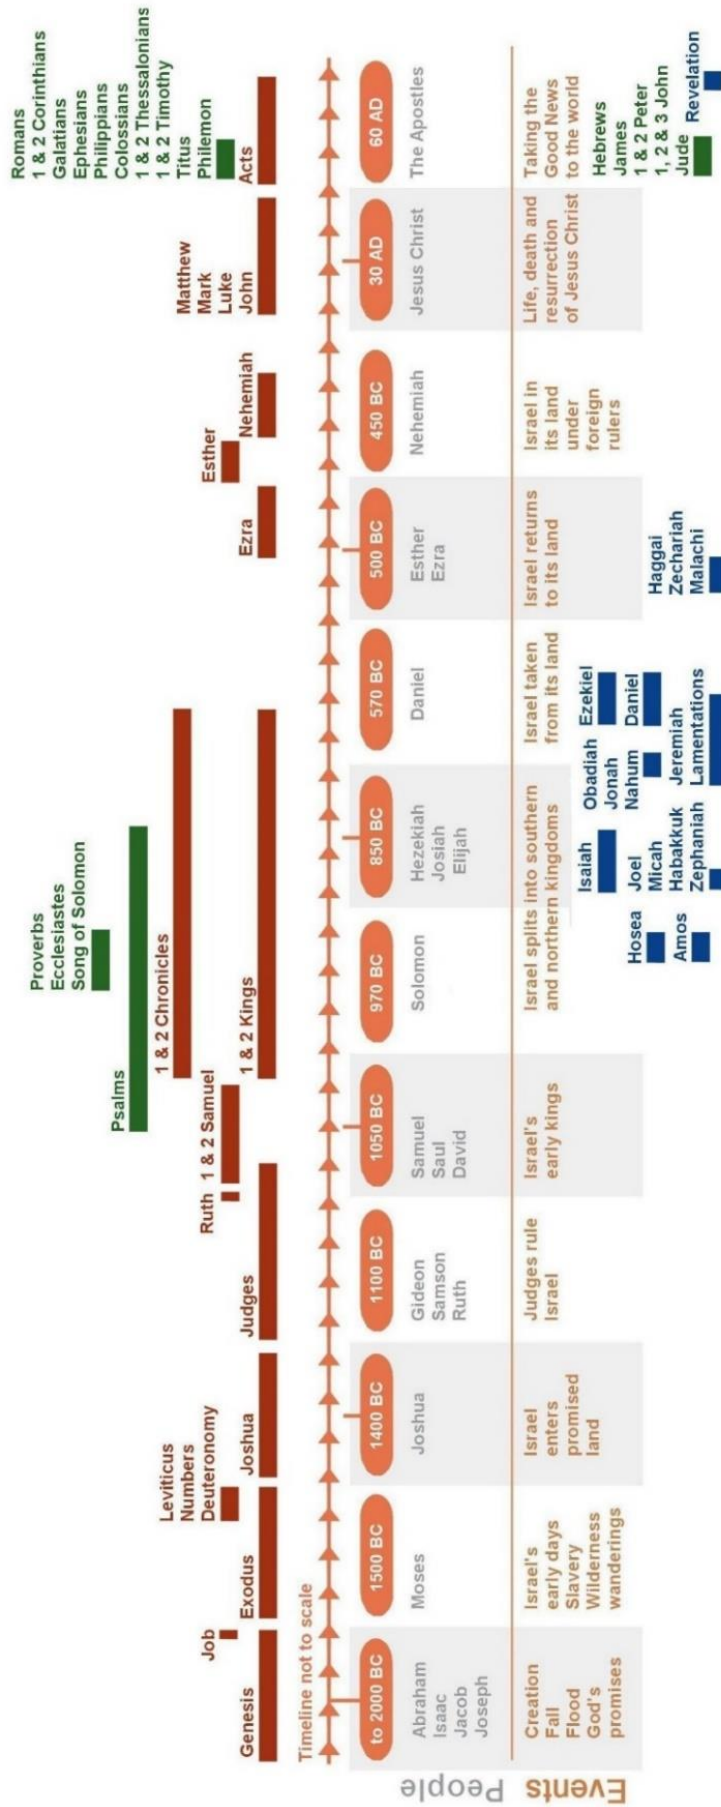 Proverbs
Ecclesiastes
Song of Solomon
Romans
1 & 2 Corinthians
Galatians
Ephesians
Philippians
Colossians
1 & 2 Thessalonians
1 & 2 Timothy
Titus
Philemon
Psalms
1 & 2 Chronicles
Leviticus
Numbers
Deuteronomy
Matthew
Mark
Luke
John
Job
Ruth
1 & 2 Samuel
Esther
Genesis
Exodus
Joshua
Judges
1 & 2 Kings
Ezra
Nehemiah
Acts
Timeline not to scale
to 2000 BC
1500 BC
1400 BC
1100 BC
1050 BC
970 BC
850 BC
570 BC
500 BC
450 BC
30 AD
60 AD
People
Abraham
Isaac
Jacob
Joseph
Moses
Joshua
Gideon
Samson
Ruth
Samuel
Saul
David
Solomon
Hezekiah
Josiah
Elijah
Daniel
Esther
Ezra
Nehemiah
Jesus Christ
The Apostles
Events
Creation
Fall
Flood
God's
promises
Israel's
early days
Slavery
Wilderness
wanderings
Israel
enters
promised
land
Judges rule
Israel
Israel's
early kings
Israel splits into southern
and northern kingdoms
Israel taken
from its land
Israel returns
to its land
Israel in
its land
under
foreign
rulers
Life, death and
resurrection
of Jesus Christ
Taking the
Good News
to the world
Hosea
Amos
Isaiah
Joel
Micah
Habakkuk
Zephaniah
Obadiah
Jonah
Nahum
Jeremiah
Lamentations
Ezekiel
Daniel
Haggai
Zechariah
Malachi
Hebrews
James
1 & 2 Peter
1, 2 & 3 John
Jude
Revelation